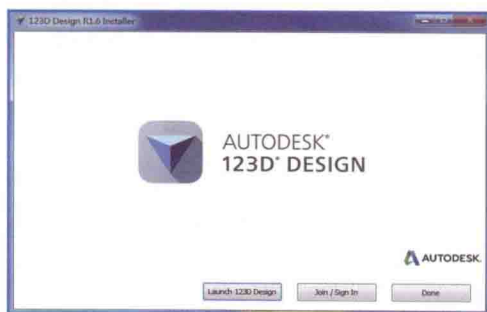 123D Design R1.6 Installer
AUTODESK®
123D® DESIGN
AUTODESK.
Launch 123D Design
Join / Sign In
Done